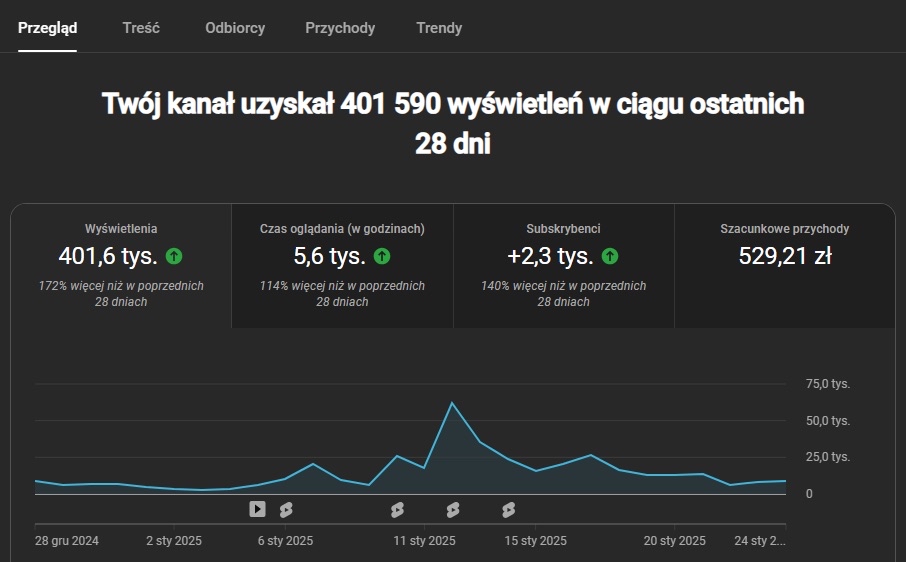 Przegląd Treść Odbiorcy Przychody Trendy
Twój kanał uzyskał 401 590 wyświetleń w ciągu ostatnich
28 dni
Wyświetlenia
401,6 tys.
172% więcej niż w poprzednich
28 dniach
Czas oglądania (w godzinach)
5,6 tys.
114% więcej niż w poprzednich
28 dniach
Subskrybenci
+2,3 tys.
140% więcej niż w poprzednich
28 dniach
Szacunkowe przychody
529,21 zł
75,0 tys.
50,0 tys.
25,0 tys.
0
28 gru 2024 2 sty 2025 6 sty 2025 11 sty 2025 15 sty 2025 20 sty 2025 24 sty 2...